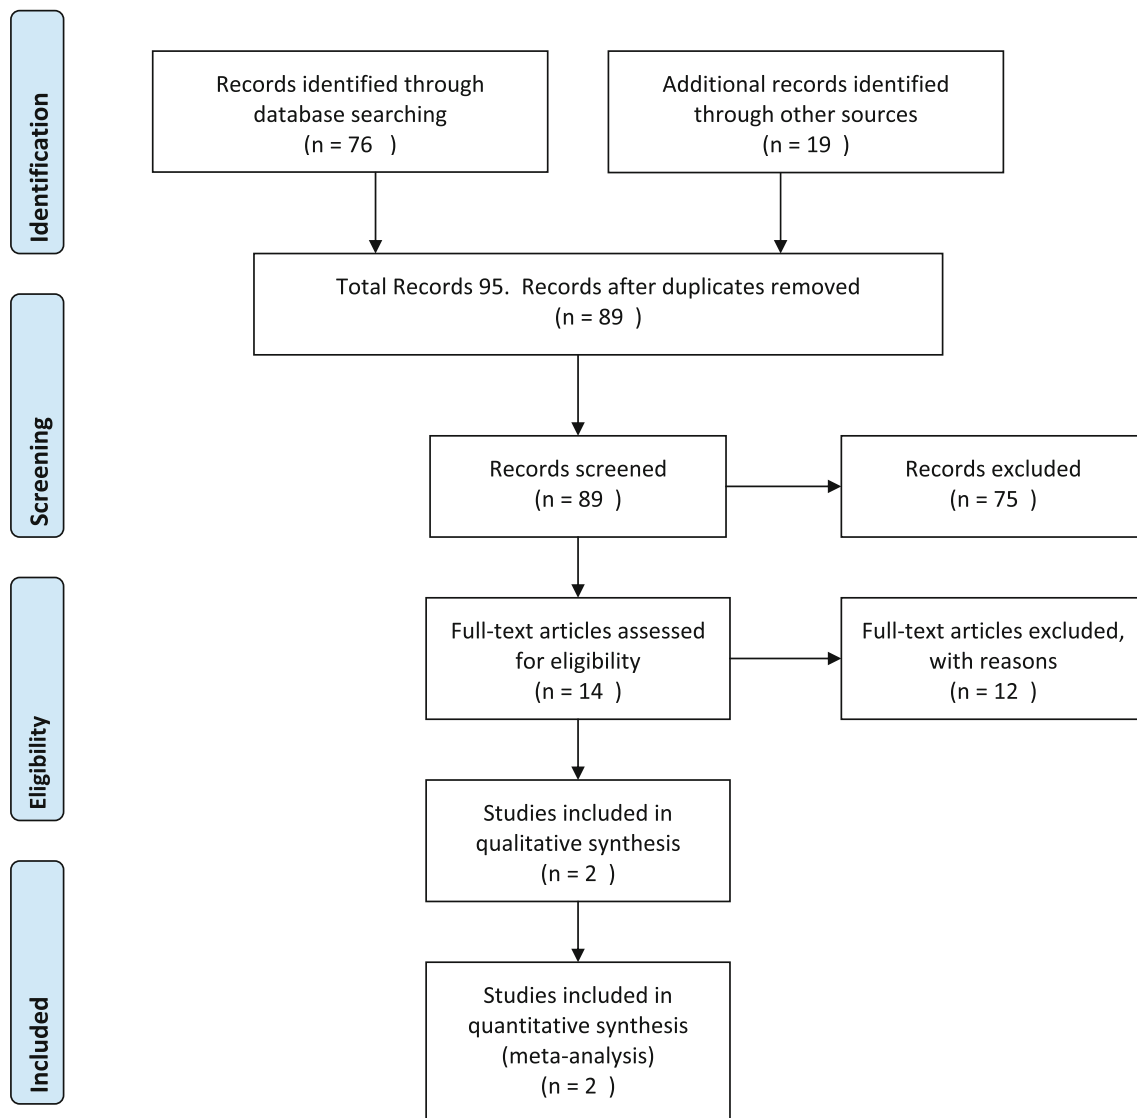 Identification
Records identified through
database searching
(n = 76   )
Additional records identified
through other sources
(n = 19  )
Total Records 95.  Records after duplicates removed
(n = 89  )
Screening
Records screened
(n = 89  )
Records excluded
(n = 75  )
Eligibility
Full-text articles assessed
for eligibility
(n = 14  )
Full-text articles excluded,
with reasons
(n = 12  )
Studies included in
qualitative synthesis
(n = 2  )
Included
Studies included in
quantitative synthesis
(meta-analysis)
(n = 2  )